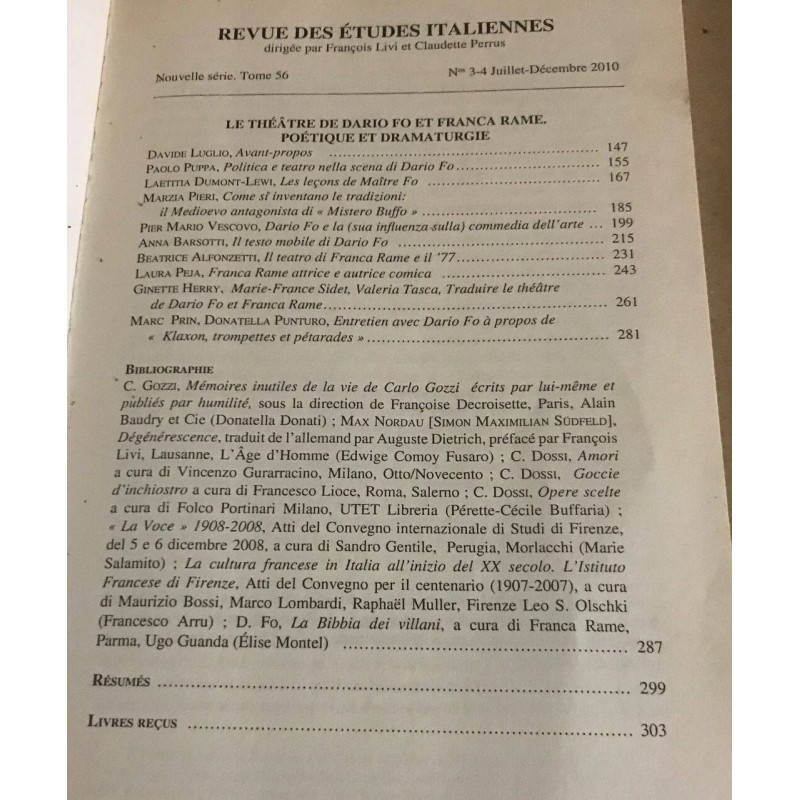 REVUE DES ÉTUDES ITALIENNES
dirigée par François Livi et Claudette Perrus
Nouvelle série. Tome 56 Nos 3-4 Juillet-Décembre 2010
LE THÉÂTRE DE DARIO FO ET FRANCA RAME.
POÉTIQUE ET DRAMATURGIE
DAVIDE LUGLIO, Avant-propos ........ 147
PAOLO PUPPA, Politica e teatro nella scena di Dario Fo ........ 155
LAETITIA DUMONT-LEWI, Les leçons de Maître Fo ........ 167
MARZIA PIERI, Come si inventano le tradizioni:
il Medioevo antagonista di « Mistero Buffo » ........ 185
PIER MARIO VESCOVO, Dario Fo e la (sua influenza sulla) commedia dell'arte ... 199
ANNA BARSOTTI, Il testo mobile di Dario Fo ........ 215
BEATRICE ALFONZETTI, Il teatro di Franca Rame e il '77 ........ 231
LAURA PEJA, Franca Rame attrice e autrice comica ........ 243
GINETTE HERRY, Marie-France Sidet, Valeria Tasca, Traduire le théâtre
de Dario Fo et Franca Rame ........ 261
MARC PRIN, DONATELLA PUNTURO, Entretien avec Dario Fo à propos de
« Klaxon, trompettes et pétarades » ........ 281
BIBLIOGRAPHIE
C. GOZZI, Mémoires inutiles de la vie de Carlo Gozzi écrits par lui-même et
publiés par humilité, sous la direction de Françoise Decroisette, Paris, Alain
Baudry et Cie (Donatella Donati) ; MAX NORDAU [SIMON MAXIMILIAN SÜDFELD],
Dégénérescence, traduit de l'allemand par Auguste Dietrich, préfacé par François
Livi, Lausanne, L'Âge d'Homme (Edwige Comoy Fusaro) ; C. DOSSI, Amori
a cura di Vincenzo Guraracino, Milano, Otto/Novecento ; C. DOSSI, Goccie
d'inchiostro a cura di Francesco Lioce, Roma, Salerno ; C. DOSSI, Opere scelte
a cura di Folco Portinari Milano, UTET Libreria (Pérette-Cécile Buffaria) ;
« La Voce » 1908-2008, Atti del Convegno internazionale di Studi di Firenze,
del 5 e 6 dicembre 2008, a cura di Sandro Gentile, Perugia, Morlacchi (Marie
Salamito) ; La cultura francese in Italia all'inizio del XX secolo. L'Istituto
Francese di Firenze, Atti del Convegno per il centenario (1907-2007), a cura
di Maurizio Bossi, Marco Lombardi, Raphaël Muller, Firenze Leo S. Olschki
(Francesco Arru) ; D. Fo, La Bibbia dei villani, a cura di Franca Rame,
Parma, Ugo Guanda (Élise Montel) ........ 287
RÉSUMÉS ........ 299
LIVRES REÇUS ........ 303